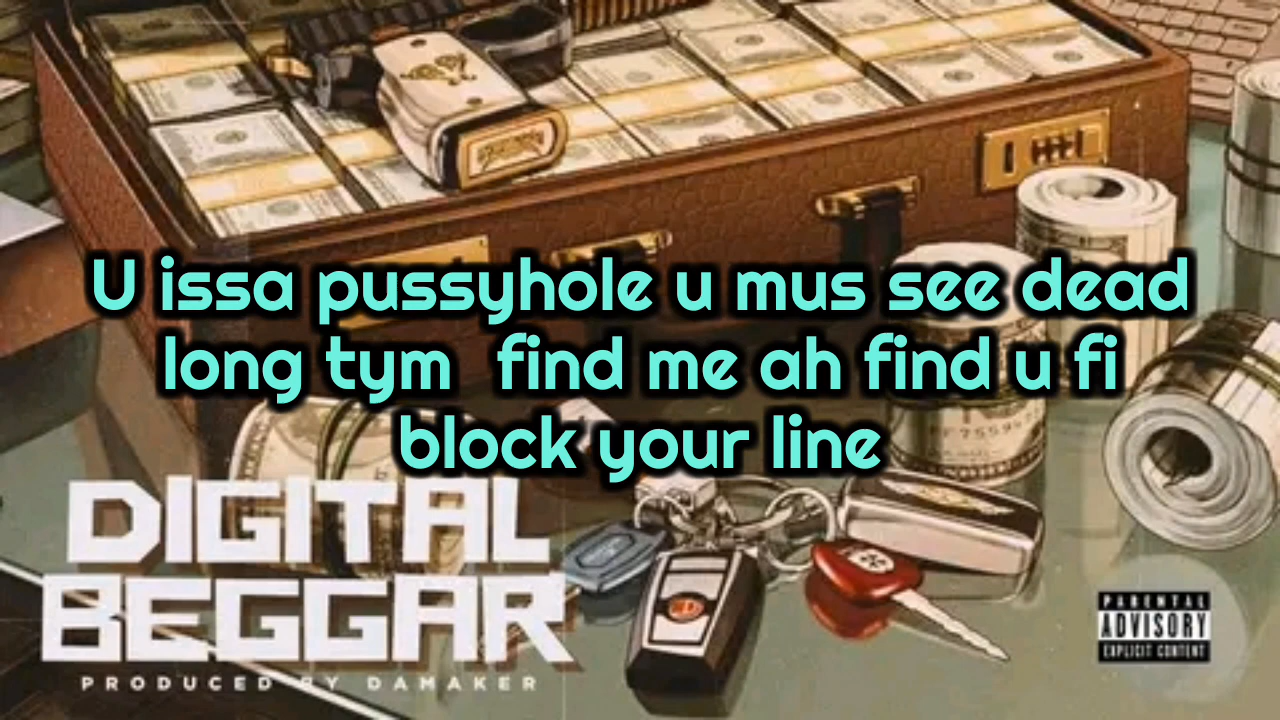 U issa pussyhole u mus see dead
long tym find me ah find u fi
block your line
DIGITAL
BEGGAR
PRODUCED BY DAMAKER
PARENTAL
ADVISORY
EXPLICIT CONTENT